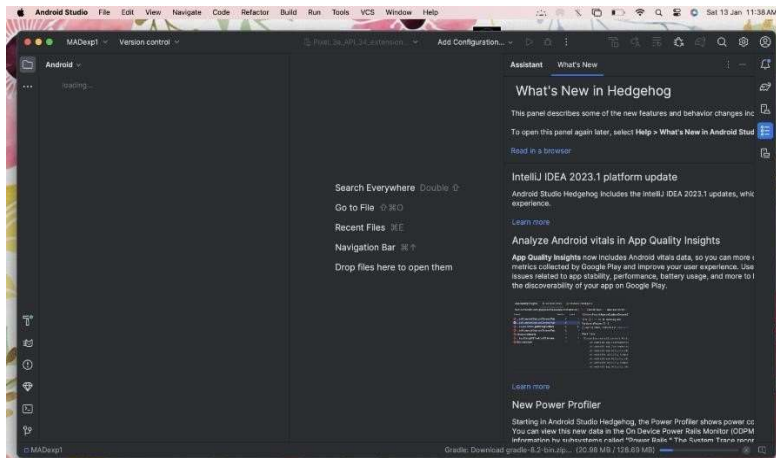 Android Studio File Edit View Navigate Code Refactor Build Run Tools VCS Window Help
Sat 13 Jan 11:38 AM
MADexp1 Version control
Add Configuration...
Android
loading...
Search Everywhere Double ⇧
Go to File ⇧⌘O
Recent Files ⌘E
Navigation Bar ⌘↑
Drop files here to open them
Assistant What's New
What's New in Hedgehog
This panel describes some of the new features and behavior changes inc
To open this panel again later, select Help > What's New in Android Stud
Read in a browser
IntelliJ IDEA 2023.1 platform update
Android Studio Hedgehog includes the IntelliJ IDEA 2023.1 updates, whic
experience.
Learn more
Analyze Android vitals in App Quality Insights
App Quality Insights now includes Android vitals data, so you can more
metrics collected by Google Play and improve your user experience. Use
issues related to app stability, performance, battery usage, and more to
the discoverability of your app on Google Play.
Learn more
New Power Profiler
Starting in Android Studio Hedgehog, the Power Profiler shows power co
You can view this new data in the On Device Power Rails Monitor (ODPM
information by subsystems called "Power Rails." The System Trace recor
MADexp1
Gradle: Download gradle-8.2-bin.zip... (20.98 MB / 128.89 MB)